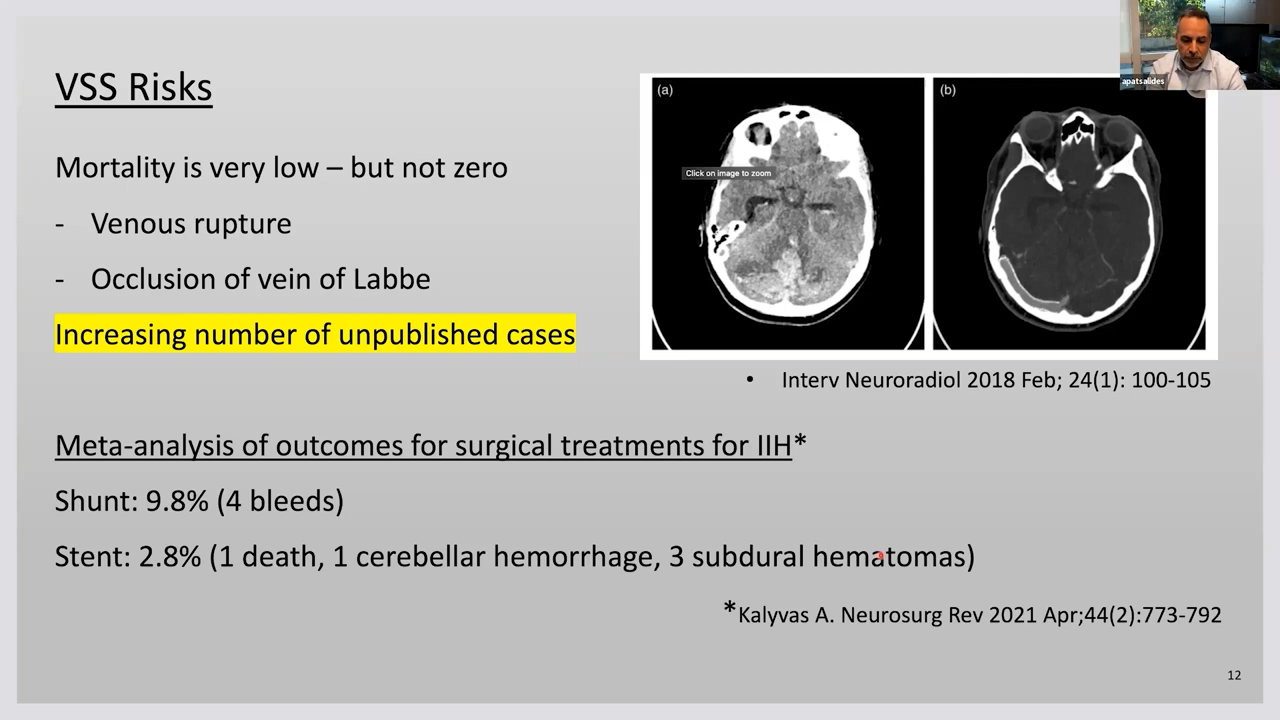 VSS Risks
apatsalides
(a)
(b)
Click on image to zoom
Mortality is very low – but not zero
- Venous rupture
- Occlusion of vein of Labbe
Increasing number of unpublished cases
• Interv Neuroradiol 2018 Feb; 24(1): 100-105
Meta-analysis of outcomes for surgical treatments for IIH*
Shunt: 9.8% (4 bleeds)
Stent: 2.8% (1 death, 1 cerebellar hemorrhage, 3 subdural hematomas)
*Kalyvas A. Neurosurg Rev 2021 Apr;44(2):773-792
12